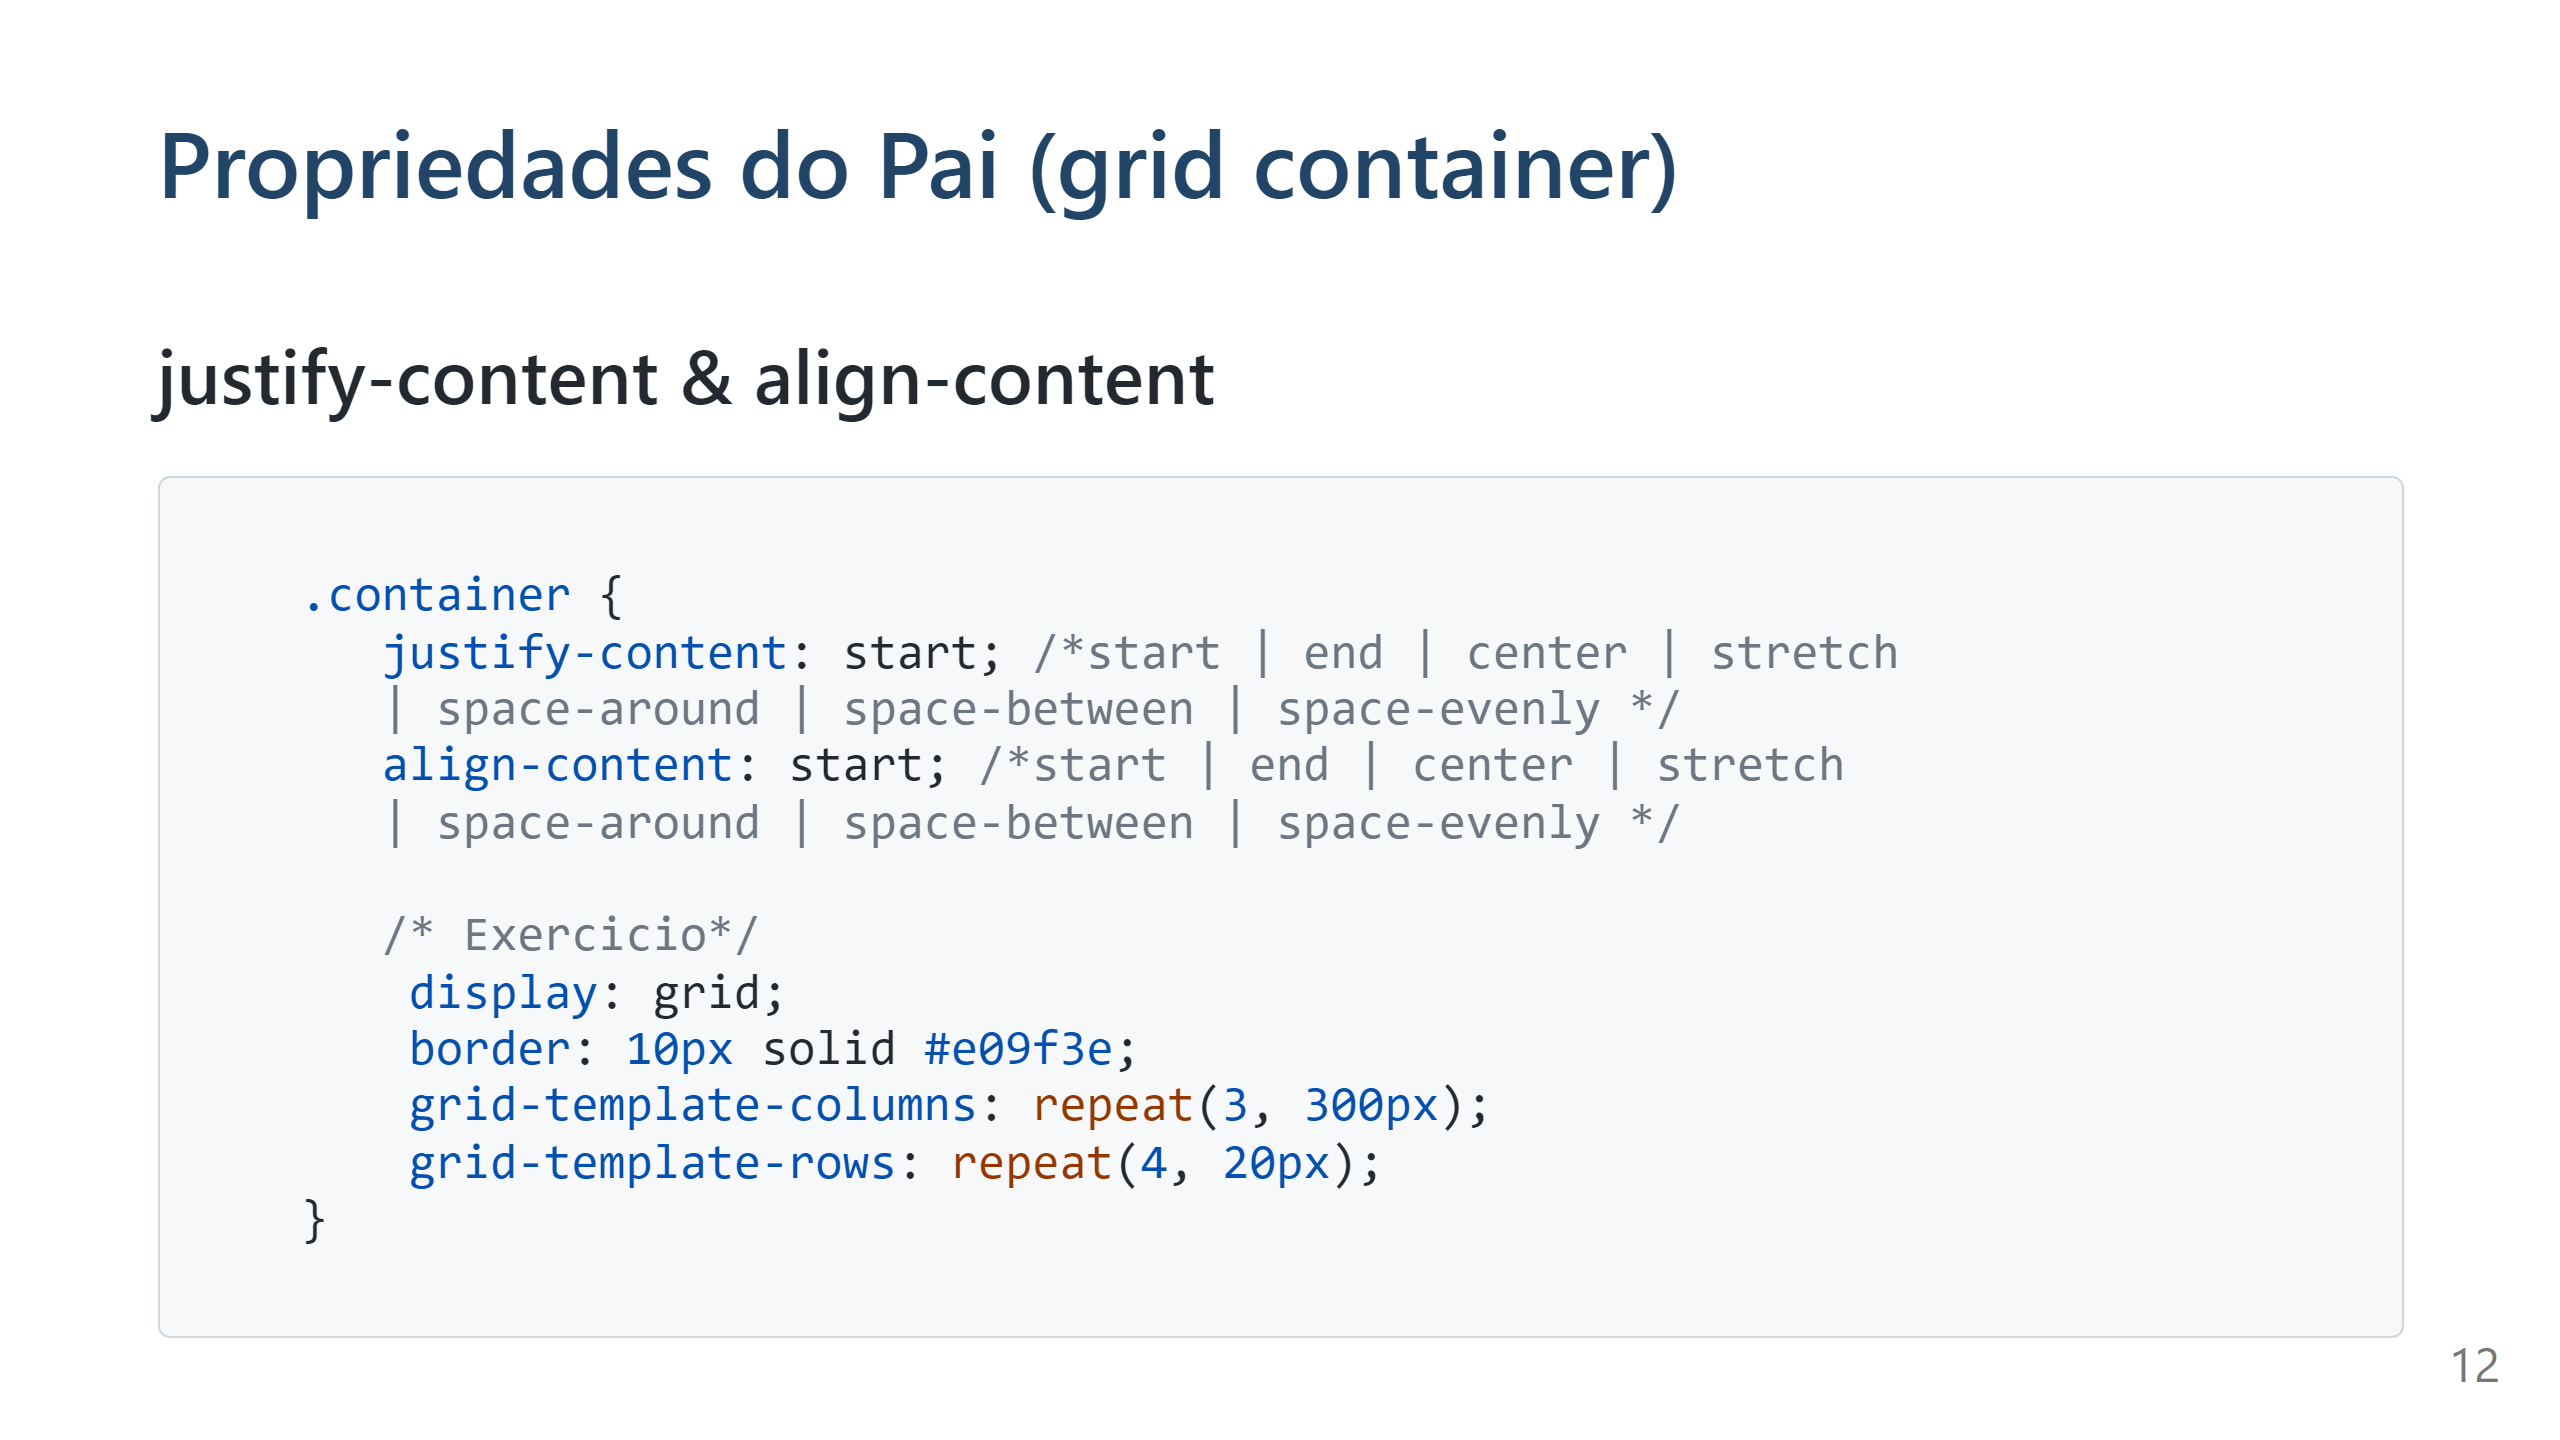 Propriedades do Pai (grid container)
justify-content & align-content
.container {
justify-content: start; /*start | end | center | stretch
| space-around | space-between | space-evenly */
align-content: start; /*start | end | center | stretch
| space-around | space-between | space-evenly */
/* Exercicio*/
display: grid;
border: 10px solid #e09f3e;
grid-template-columns: repeat(3, 300px);
grid-template-rows: repeat(4, 20px);
}
12